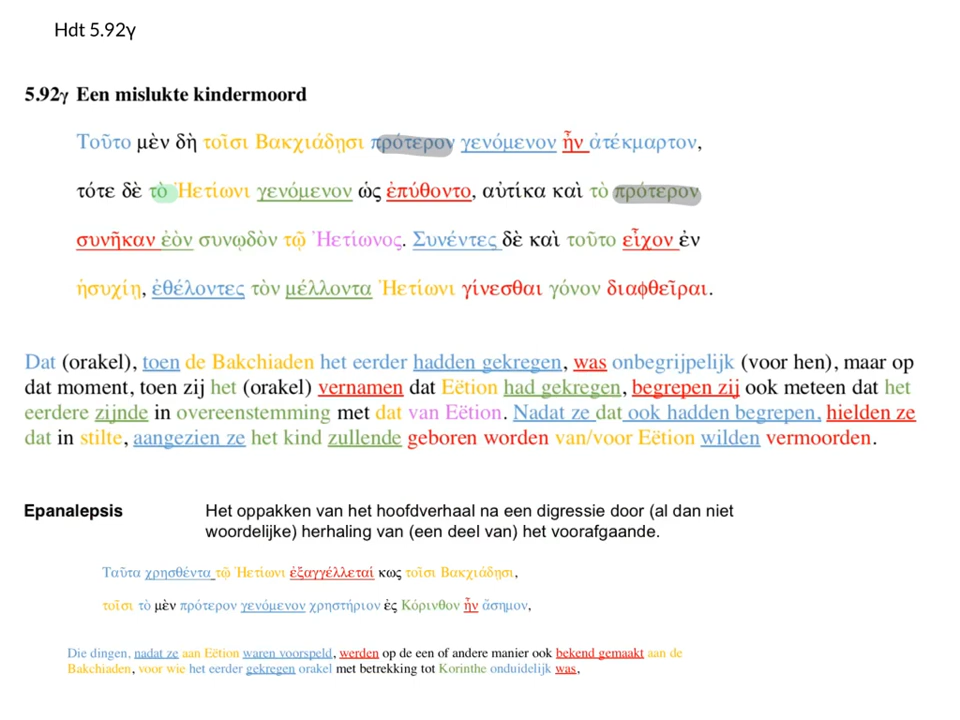 Hdt 5.92γ
5.92γ Een mislukte kindermoord
Τοῦτο μὲν δὴ τοῖσι Βακχιάδῃσι πρότερον γενόμενον ἦν ἀτέκμαρτον,
τότε δὲ τὸ Ἠετίωνι γενόμενον ὡς ἐπύθοντο, αὐτίκα καὶ τὸ πρότερον
συνῆκαν ἐὸν συνῳδὸν τῷ Ἠετίωνος. Συνέντες δὲ καὶ τοῦτο εἶχον ἐν
ἡσυχίῃ, ἐθέλοντες τὸν μέλλοντα Ἠετίωνι γίνεσθαι γόνον διαφθεῖραι.
Dat (orakel), toen de Bakchiaden het eerder hadden gekregen, was onbegrijpelijk (voor hen), maar op
dat moment, toen zij het (orakel) vernamen dat Eëtion had gekregen, begrepen zij ook meteen dat het
eerdere zijnde in overeenstemming met dat van Eëtion. Nadat ze dat ook hadden begrepen, hielden ze
dat in stilte, aangezien ze het kind zullende geboren worden van/voor Eëtion wilden vermoorden.
Epanalepsis Het oppakken van het hoofdverhaal na een digressie door (al dan niet
woordelijke) herhaling van (een deel van) het voorafgaande.
Ταῦτα χρησθέντα τῷ Ἠετίωνι ἐξαγγέλλεταί κως τοῖσι Βακχιάδῃσι,
τοῖσι τὸ μὲν πρότερον γενόμενον χρηστήριον ἐς Κόρινθον ἦν ἄσημον,
Die dingen, nadat ze aan Eëtion waren voorspeld, werden op de een of andere manier ook bekend gemaakt aan de
Bakchiaden, voor wie het eerder gekregen orakel met betrekking tot Korinthe onduidelijk was,